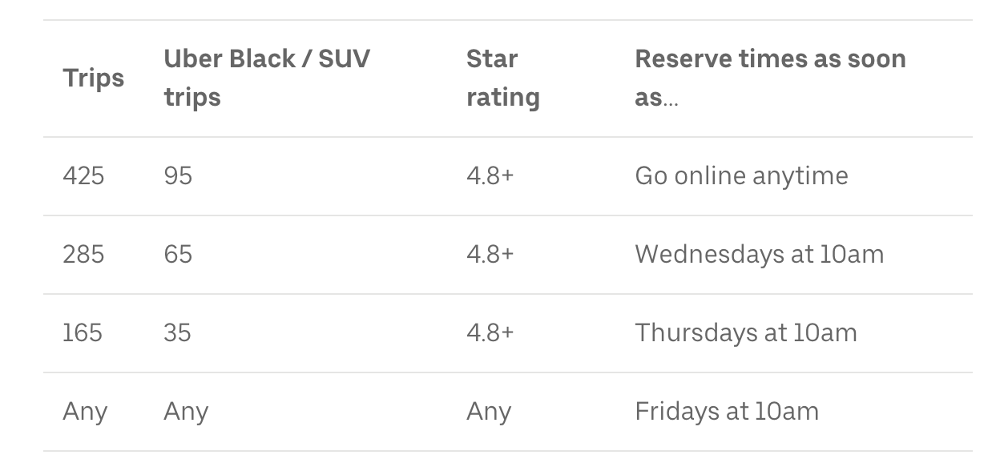 Trips Uber Black / SUV trips Star rating Reserve times as soon as...
425 95 4.8+ Go online anytime
285 65 4.8+ Wednesdays at 10am
165 35 4.8+ Thursdays at 10am
Any Any Any Fridays at 10am